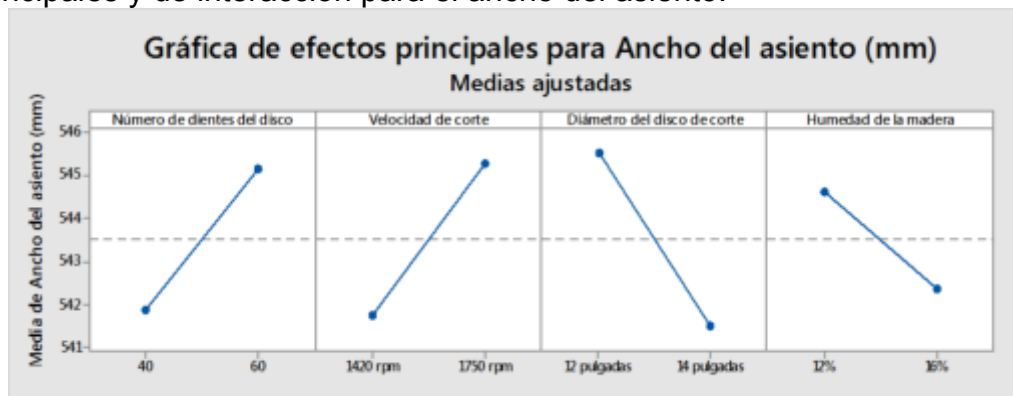 ncipales y de interacción para el ancho del asiento.
Gráfica de efectos principales para Ancho del asiento (mm)
Medias ajustadas
Número de dientes del disco
Velocidad de corte
Diámetro del disco de corte
Humedad de la madera
Media de Ancho del asiento (mm)
546
545
544
543
542
541
40
60
1420 rpm
1750 rpm
12 pulgadas
14 pulgadas
12%
16%